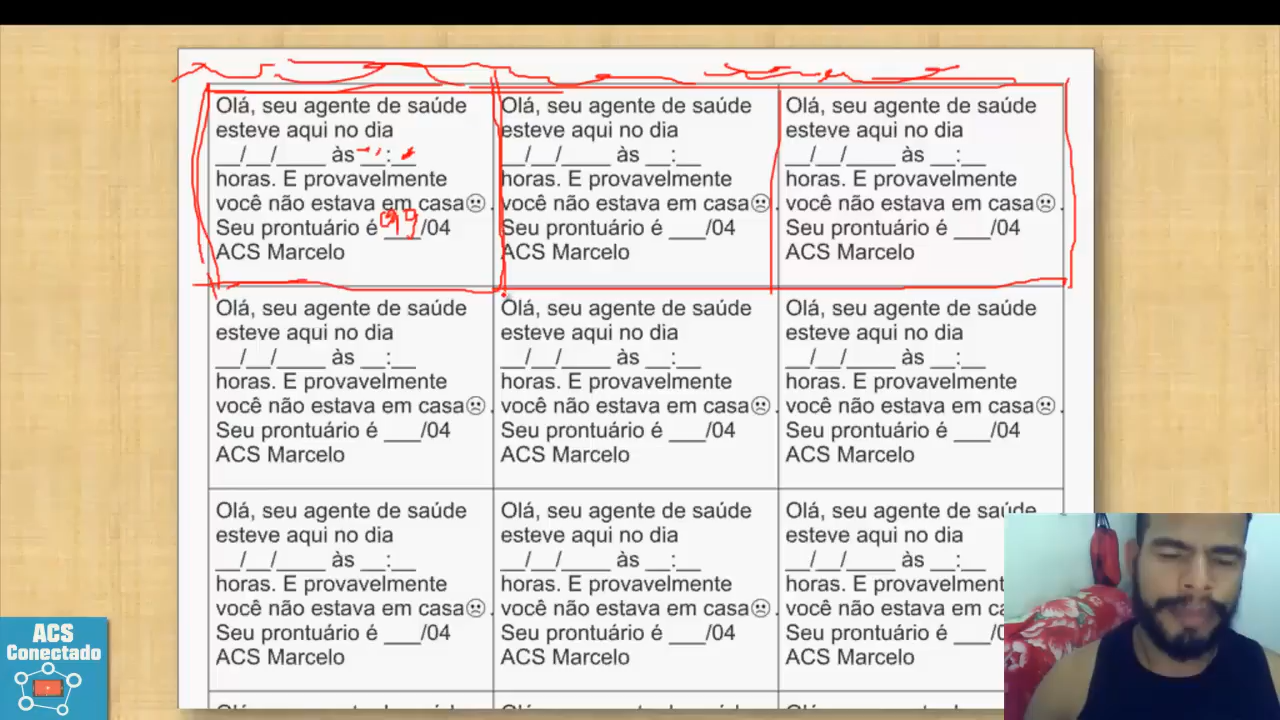 Olá, seu agente de saúde
esteve aqui no dia
__/__/____ às __:__
horas. E provavelmente
você não estava em casa☹.
Seu prontuário é ___/04
ACS Marcelo
Olá, seu agente de saúde
esteve aqui no dia
__/__/____ às __:__
horas. E provavelmente
você não estava em casa☹.
Seu prontuário é ___/04
ACS Marcelo
Olá, seu agente de saúde
esteve aqui no dia
__/__/____ às __:__
horas. E provavelmente
você não estava em casa☹.
Seu prontuário é ___/04
ACS Marcelo
Olá, seu agente de saúde
esteve aqui no dia
__/__/____ às __:__
horas. E provavelmente
você não estava em casa☹.
Seu prontuário é ___/04
ACS Marcelo
Olá, seu agente de saúde
esteve aqui no dia
__/__/____ às __:__
horas. E provavelmente
você não estava em casa☹.
Seu prontuário é ___/04
ACS Marcelo
Olá, seu agente de saúde
esteve aqui no dia
__/__/____ às __:__
horas. E provavelmente
você não estava em casa☹.
Seu prontuário é ___/04
ACS Marcelo
Olá, seu agente de saúde
esteve aqui no dia
__/__/____ às __:__
horas. E provavelmente
você não estava em casa☹.
Seu prontuário é ___/04
ACS Marcelo
Olá, seu agente de saúde
esteve aqui no dia
__/__/____ às __:__
horas. E provavelmente
você não estava em casa☹.
Seu prontuário é ___/04
ACS Marcelo
Olá, seu agente de saúde
esteve aqui no dia
__/__/____ às __:__
horas. E provavelment
você não estava em c
Seu prontuário é
ACS Marcelo
ACS
Conectado